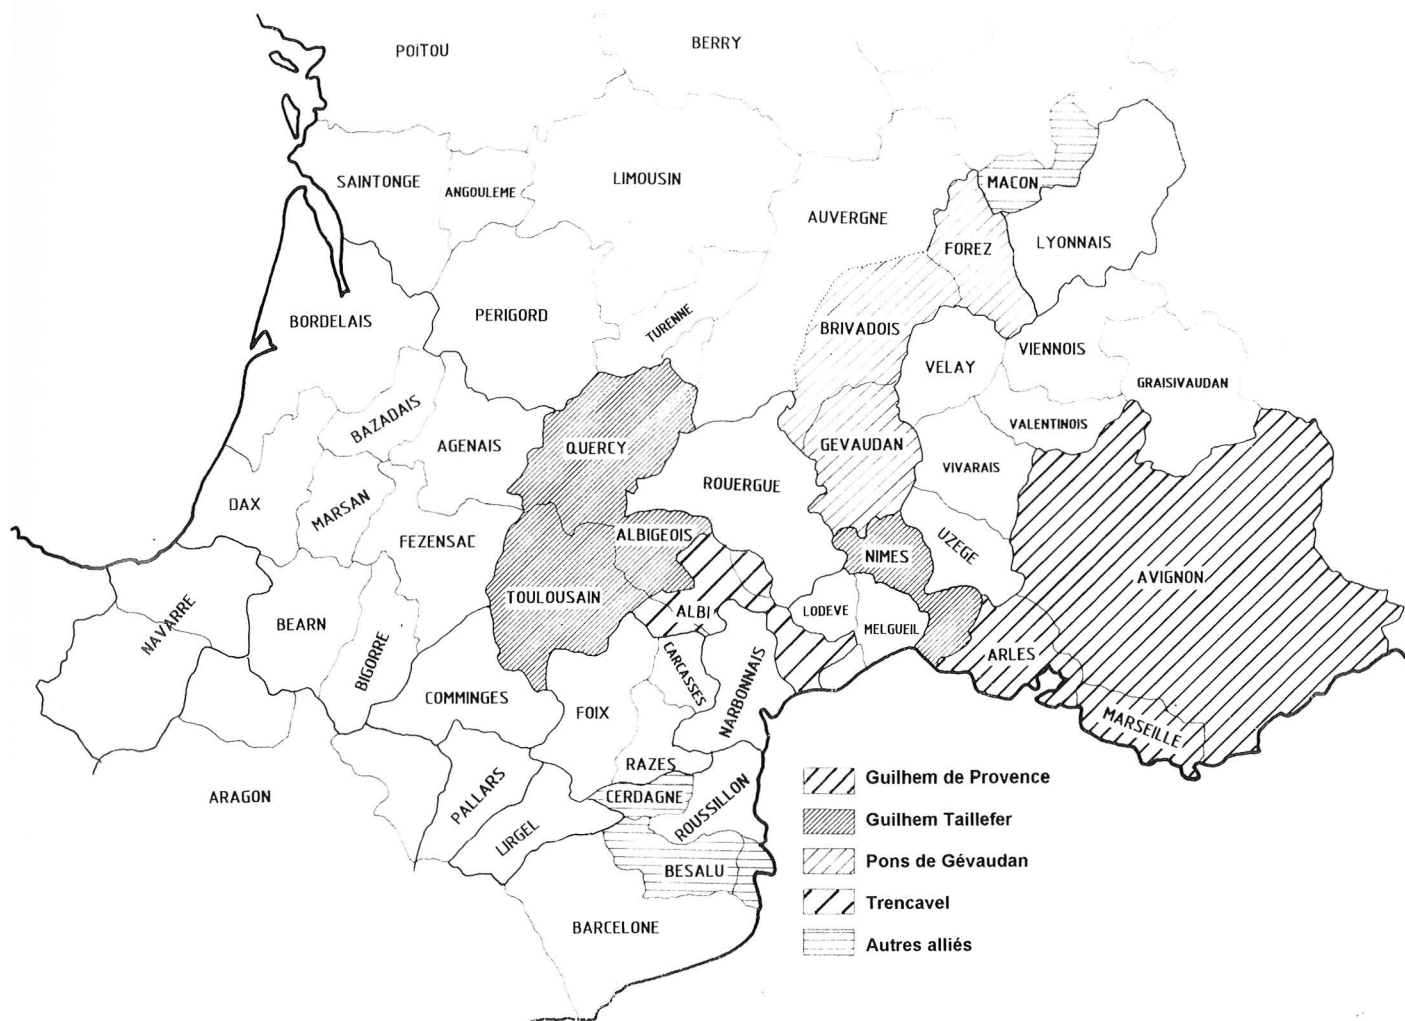 POITOU
BERRY
SAINTONGE
ANGOULEME
LIMOUSIN
AUVERGNE
MACON
FOREZ
LYONNAIS
BORDELAIS
PERIGORD
TURENNE
BRIVADOIS
VELAY
VIENNOIS
GRAISIVAUDAN
BAZADAIS
AGENAIS
QUERCY
GEVAUDAN
VALENTINOIS
ROUERGUE
VIVARAIS
DAX
MARSAN
FEZENSAC
ALBIGEOIS
NIMES
UZEGE
AVIGNON
NAVARRE
BEARN
BIGORRE
TOULOUSAIN
ALBI
LODEVE
MELGUEIL
ARLES
COMMINGES
FOIX
CARCASSES
NARBONNAIS
MARSEILLE
ARAGON
PALLARS
LIRGEL
RAZES
CERDAGNE
ROUSSILLON
BESALU
BARCELONE
Guilhem de Provence
Guilhem Taillefer
Pons de Gévaudan
Trencavel
Autres alliés